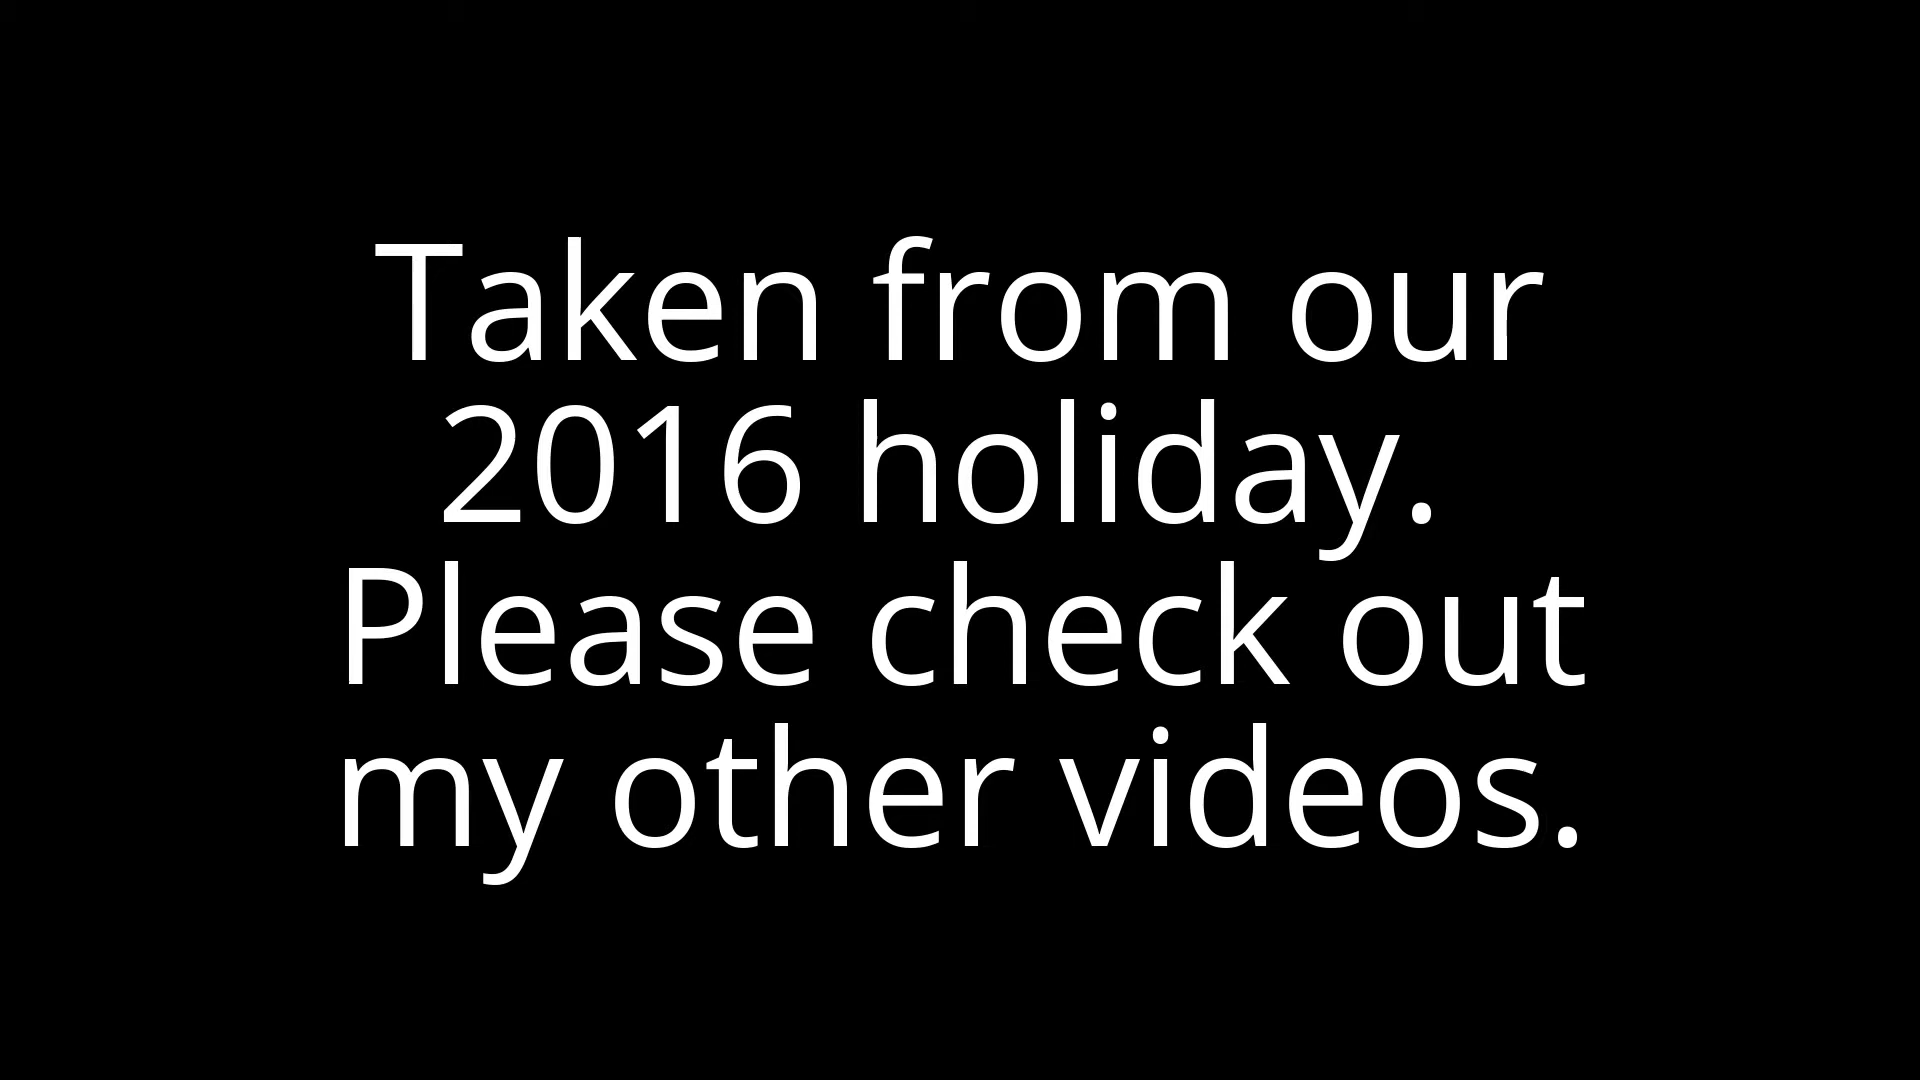 Taken from our
2016 holiday.
Please check out
my other videos.